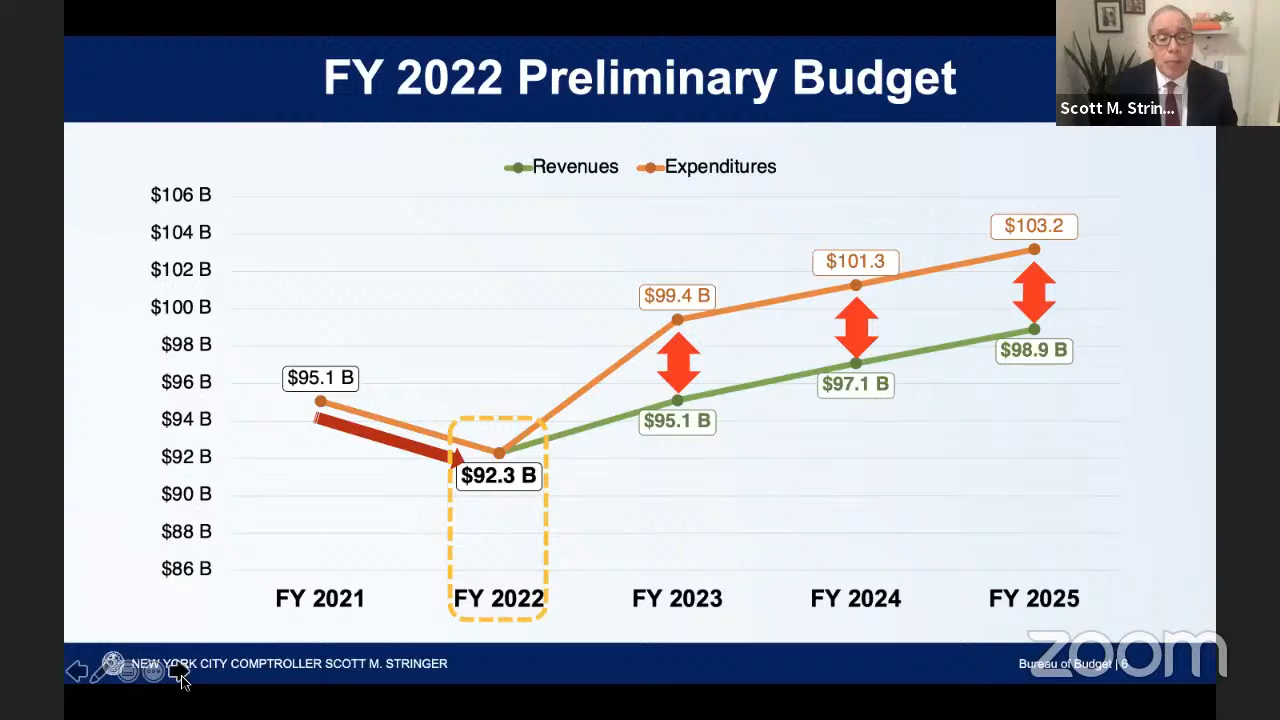 FY 2022 Preliminary Budget
Scott M. Strin...
Revenues Expenditures
$106 B
$104 B
$102 B
$100 B
$98 B
$96 B
$94 B
$92 B
$90 B
$88 B
$86 B
$95.1 B
$92.3 B
$99.4 B
$95.1 B
$101.3
$97.1 B
$103.2
$98.9 B
FY 2021 FY 2022 FY 2023 FY 2024 FY 2025
NEW YORK CITY COMPTROLLER SCOTT M. STRINGER
Bureau of Budget | 6
zoom